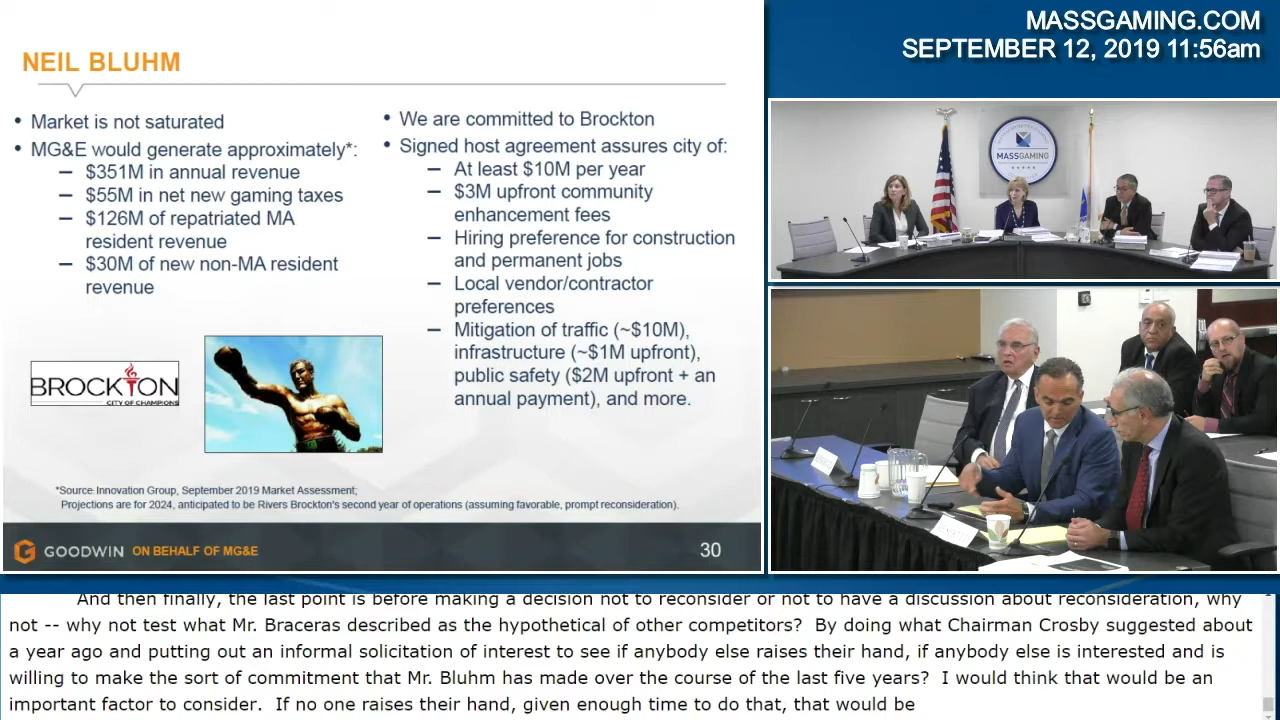 MASSGAMING.COM
SEPTEMBER 12, 2019 11:56am
NEIL BLUHM
• Market is not saturated
• MG&E would generate approximately*:
– $351M in annual revenue
– $55M in net new gaming taxes
– $126M of repatriated MA
resident revenue
– $30M of new non-MA resident
revenue
• We are committed to Brockton
• Signed host agreement assures city of:
– At least $10M per year
– $3M upfront community
enhancement fees
– Hiring preference for construction
and permanent jobs
– Local vendor/contractor
preferences
– Mitigation of traffic (~$10M),
infrastructure (~$1M upfront),
public safety ($2M upfront + an
annual payment), and more.
BROCKTON
CITY OF CHAMPIONS
*Source: Innovation Group, September 2019 Market Assessment;
Projections are for 2024, anticipated to be Rivers Brockton's second year of operations (assuming favorable, prompt reconsideration).
GOODWIN ON BEHALF OF MG&E
30
MASSGAMING
And then finally, the last point is before making a decision not to reconsider or not to have a discussion about reconsideration, why
not -- why not test what Mr. Braceras described as the hypothetical of other competitors? By doing what Chairman Crosby suggested about
a year ago and putting out an informal solicitation of interest to see if anybody else raises their hand, if anybody else is interested and is
willing to make the sort of commitment that Mr. Bluhm has made over the course of the last five years? I would think that would be an
important factor to consider. If no one raises their hand, given enough time to do that, that would be